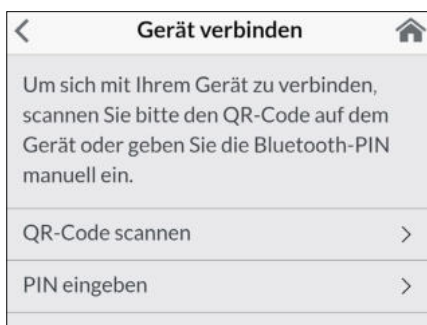 Gerät verbinden
Um sich mit Ihrem Gerät zu verbinden,
scannen Sie bitte den QR-Code auf dem
Gerät oder geben Sie die Bluetooth-PIN
manuell ein.
QR-Code scannen
PIN eingeben